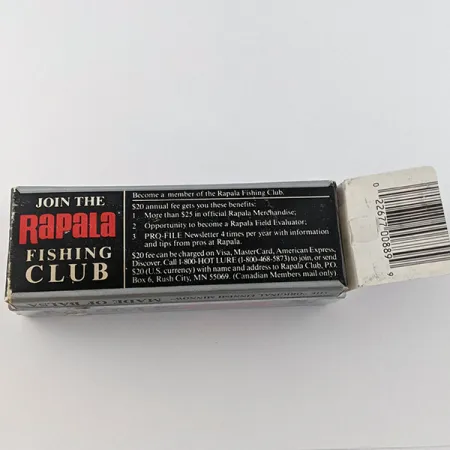 JOIN THE
Rapala
FISHING
CLUB
Become a member of the Rapala Fishing Club.
$20 annual fee gets you these benefits:
1 More than $25 in official Rapala Merchandise;
2 Opportunity to become a Rapala Field Evaluator;
3 PRO-FILE Newsletter 4 times per year with information
and tips from pros at Rapala.
$20 fee can be charged on Visa, MasterCard, American Express,
Discover. Call 1-800-HOT LURE (1-800-468-5873) to join, or send
$20 (U.S. currency) with name and address to Rapala Club, P.O.
Box 6, Rush City, MN 55069. (Canadian Members mail only)
0 22677 00889 9